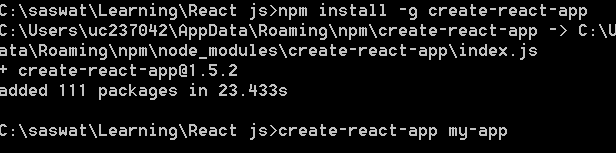 C:\saswat\Learning\React js>npm install -g create-react-app
C:\Users\uc237042\AppData\Roaming\npm\create-react-app -> C:\U
ata\Roaming\npm\node_modules\create-react-app\index.js
+ create-react-app@1.5.2
added 111 packages in 23.433s
C:\saswat\Learning\React js>create-react-app my-app